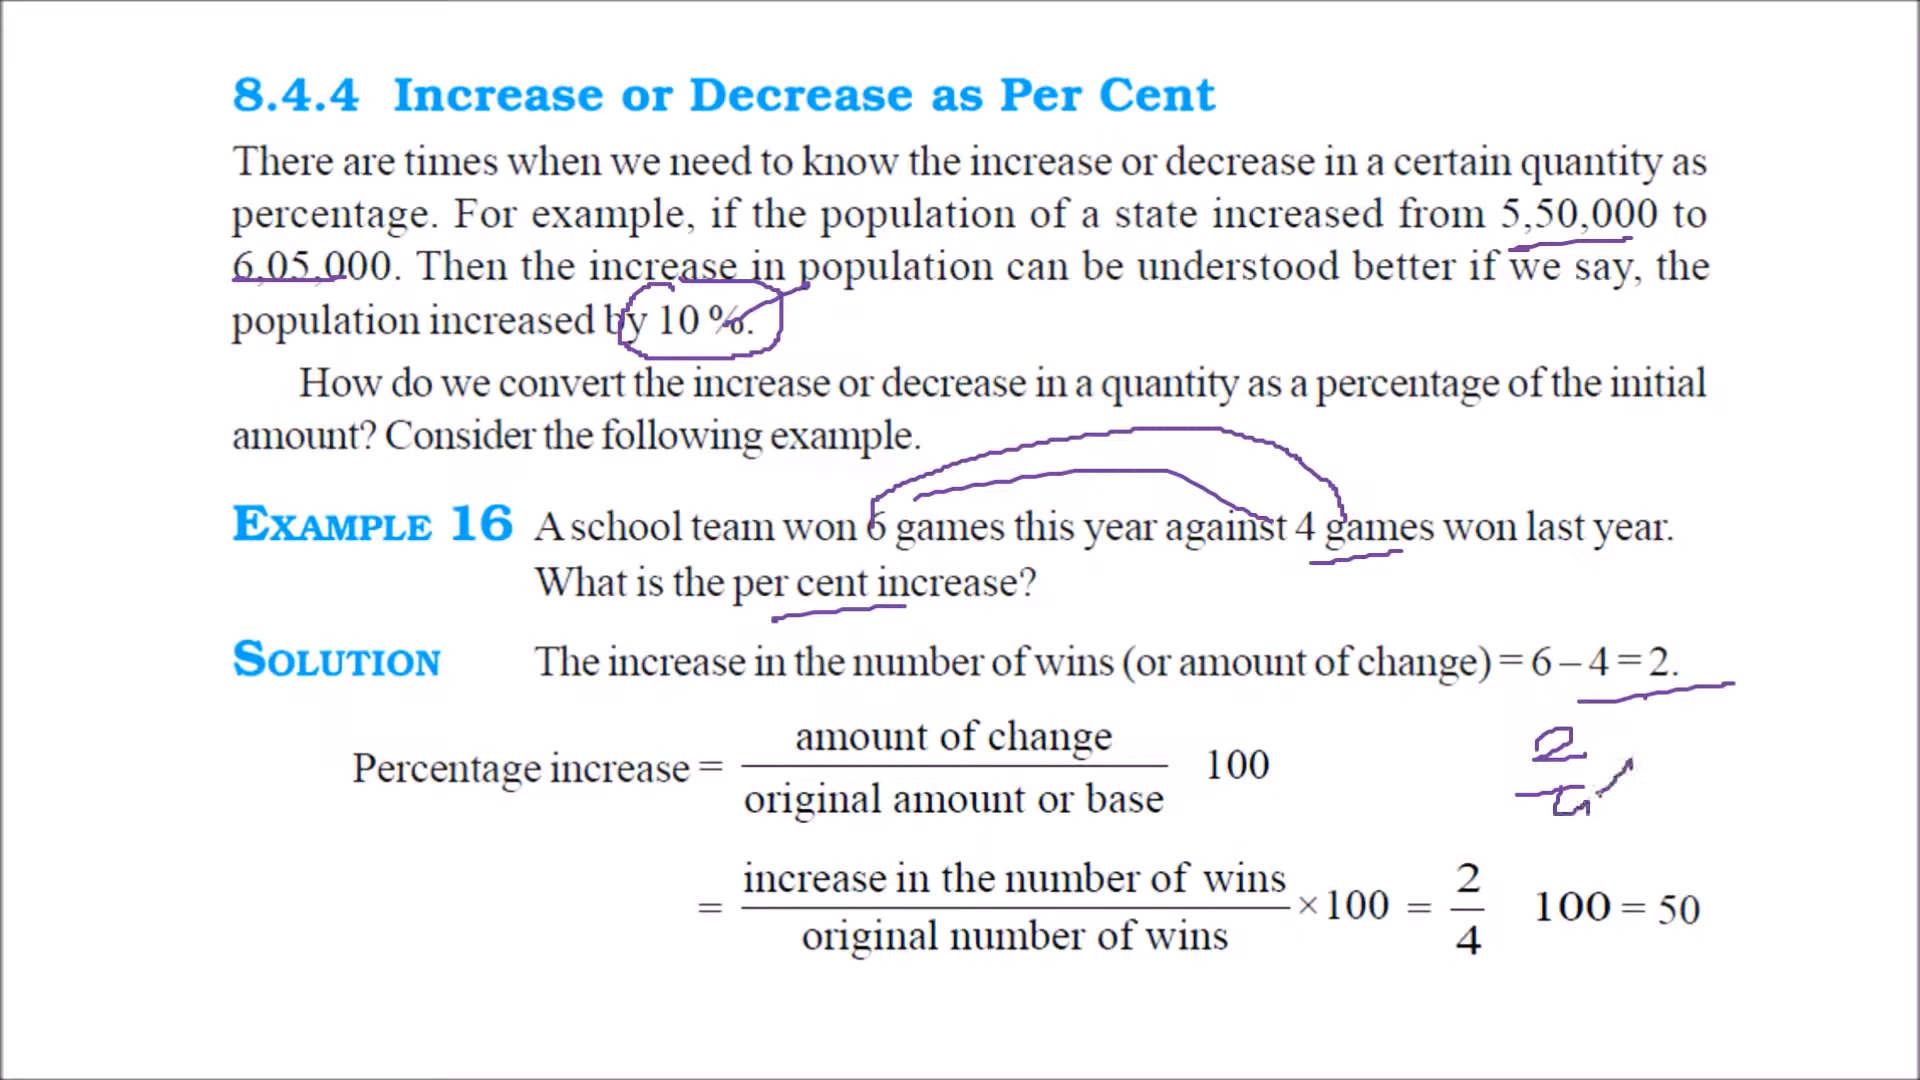 8.4.4 Increase or Decrease as Per Cent
There are times when we need to know the increase or decrease in a certain quantity as
percentage. For example, if the population of a state increased from 5,50,000 to
6,05,000. Then the increase in population can be understood better if we say, the
population increased by 10 %.
How do we convert the increase or decrease in a quantity as a percentage of the initial
amount? Consider the following example.
EXAMPLE 16 A school team won 6 games this year against 4 games won last year.
What is the per cent increase?
SOLUTION The increase in the number of wins (or amount of change) = 6 – 4 = 2.
Percentage increase = amount of change / original amount or base 100
2/4
= increase in the number of wins / original number of wins × 100 = 2/4 100 = 50